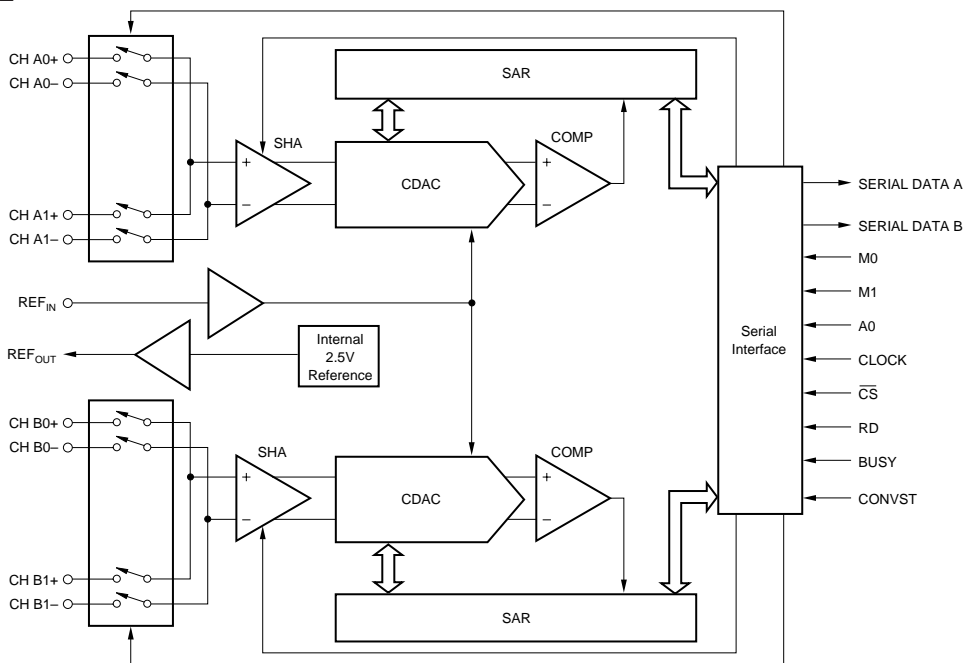 CH A0+
CH A0–
CH A1+
CH A1–
SHA
SAR
CDAC
COMP
+
–
+
–
REFIN
REFOUT
Internal
2.5V
Reference
Serial
Interface
SERIAL DATA A
SERIAL DATA B
M0
M1
A0
CLOCK
CS
RD
BUSY
CONVST
CH B0+
CH B0–
CH B1+
CH B1–
SHA
CDAC
COMP
+
–
+
–
SAR